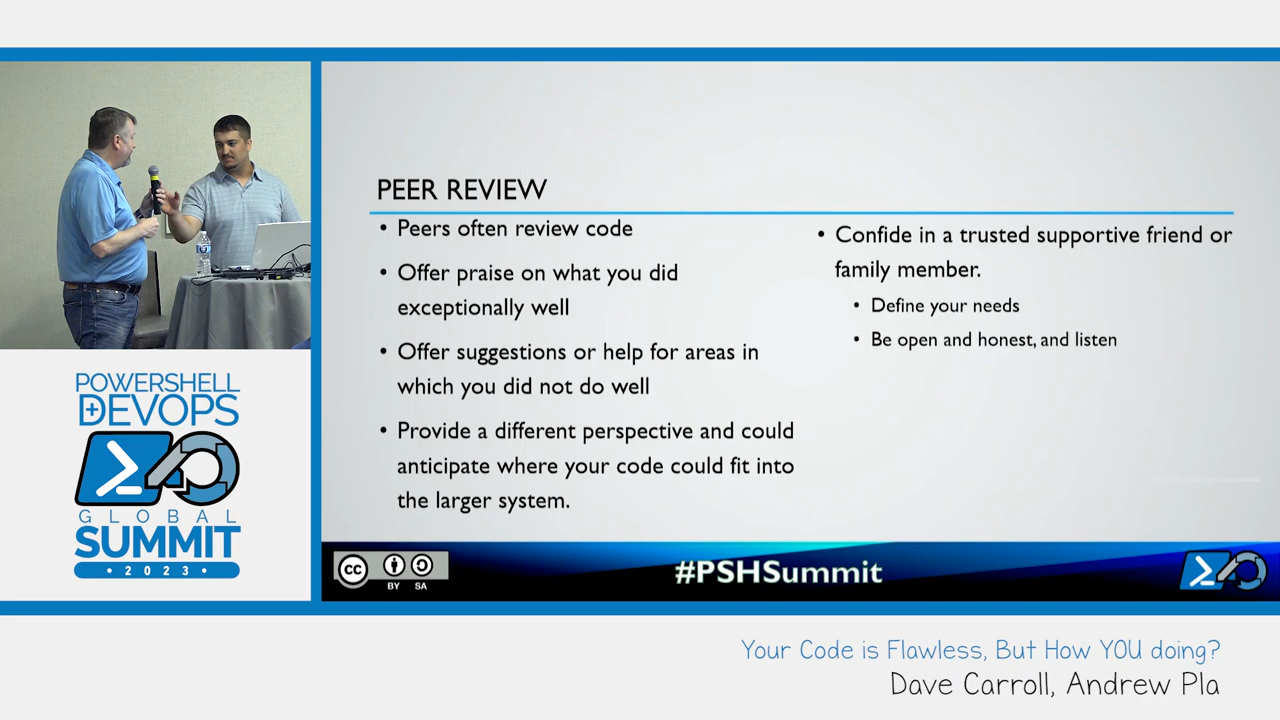 PEER REVIEW
• Peers often review code
• Offer praise on what you did
exceptionally well
• Offer suggestions or help for areas in
which you did not do well
• Provide a different perspective and could
anticipate where your code could fit into
the larger system.
• Confide in a trusted supportive friend or
family member.
• Define your needs
• Be open and honest, and listen
POWERSHELL
+DEVOPS
GLOBAL
SUMMIT
• 2023 •
cc
BY SA
#PSHSummit
Your Code is Flawless, But How YOU doing?
Dave Carroll, Andrew Pla